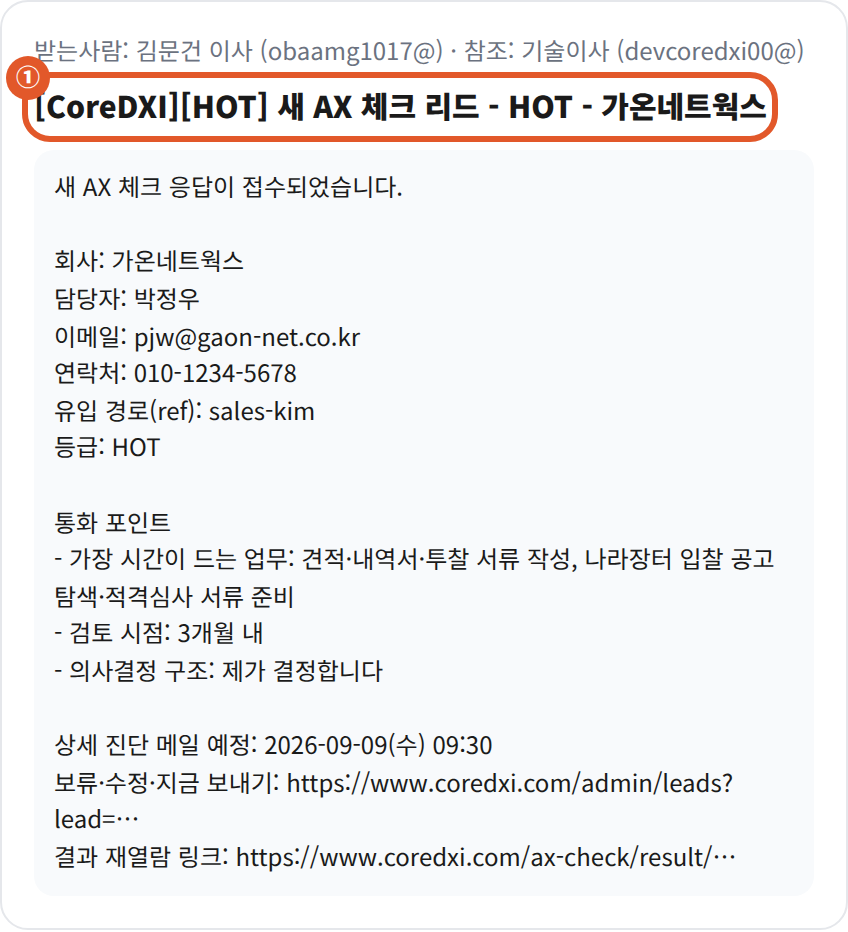 받는사람: 김문건 이사 (obaamg1017@) · 참조: 기술이사 (devcoredxi00@)
①
[CoreDXI][HOT] 새 AX 체크 리드 - HOT - 가온네트웍스
새 AX 체크 응답이 접수되었습니다.
회사: 가온네트웍스
담당자: 박정우
이메일: pjw@gaon-net.co.kr
연락처: 010-1234-5678
유입 경로(ref): sales-kim
등급: HOT
통화 포인트
- 가장 시간이 드는 업무: 견적·내역서·투찰 서류 작성, 나라장터 입찰 공고
탐색·적격심사 서류 준비
- 검토 시점: 3개월 내
- 의사결정 구조: 제가 결정합니다
상세 진단 메일 예정: 2026-09-09(수) 09:30
보류·수정·지금 보내기: https://www.coredxi.com/admin/leads?
lead=…
결과 재열람 링크: https://www.coredxi.com/ax-check/result/…